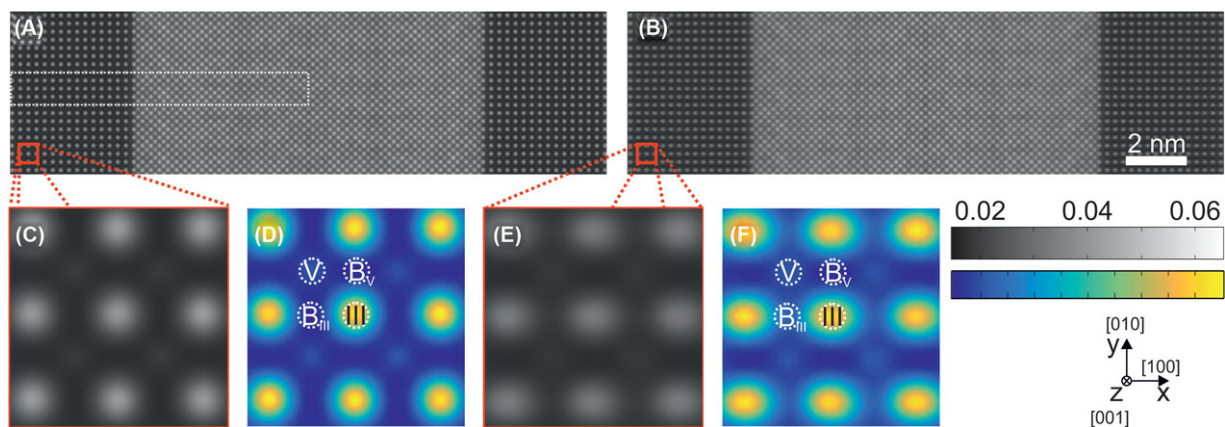 (A)
(B)
2 nm
(C)
(D)
V
B_V
B_III
III
(E)
(F)
V
B_V
B_III
III
0.02 0.04 0.06
[010]
y
[100]
z x
[001]